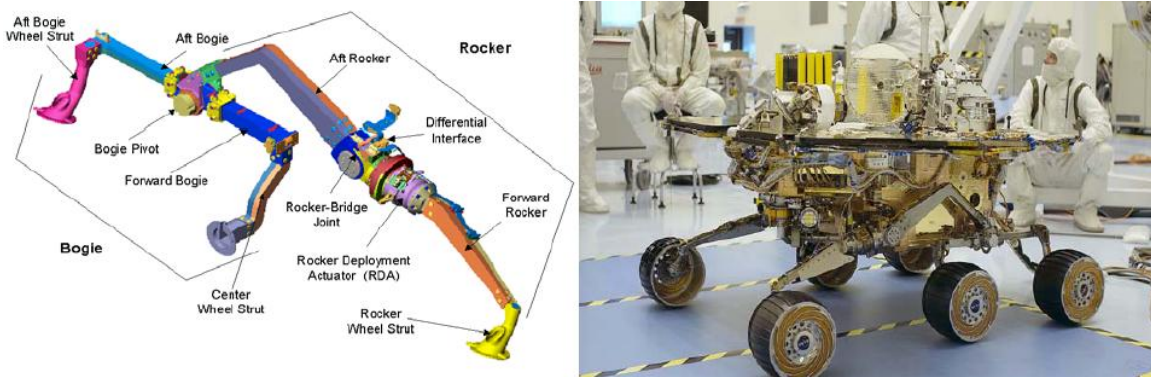 Aft Bogie
Wheel Strut
Aft Bogie
Rocker
Aft Rocker
Bogie Pivot
Differential
Interface
Forward Bogie
Forward
Rocker
Rocker-Bridge
Joint
Bogie
Rocker Deployment
Actuator (RDA)
Center
Wheel Strut
Rocker
Wheel Strut